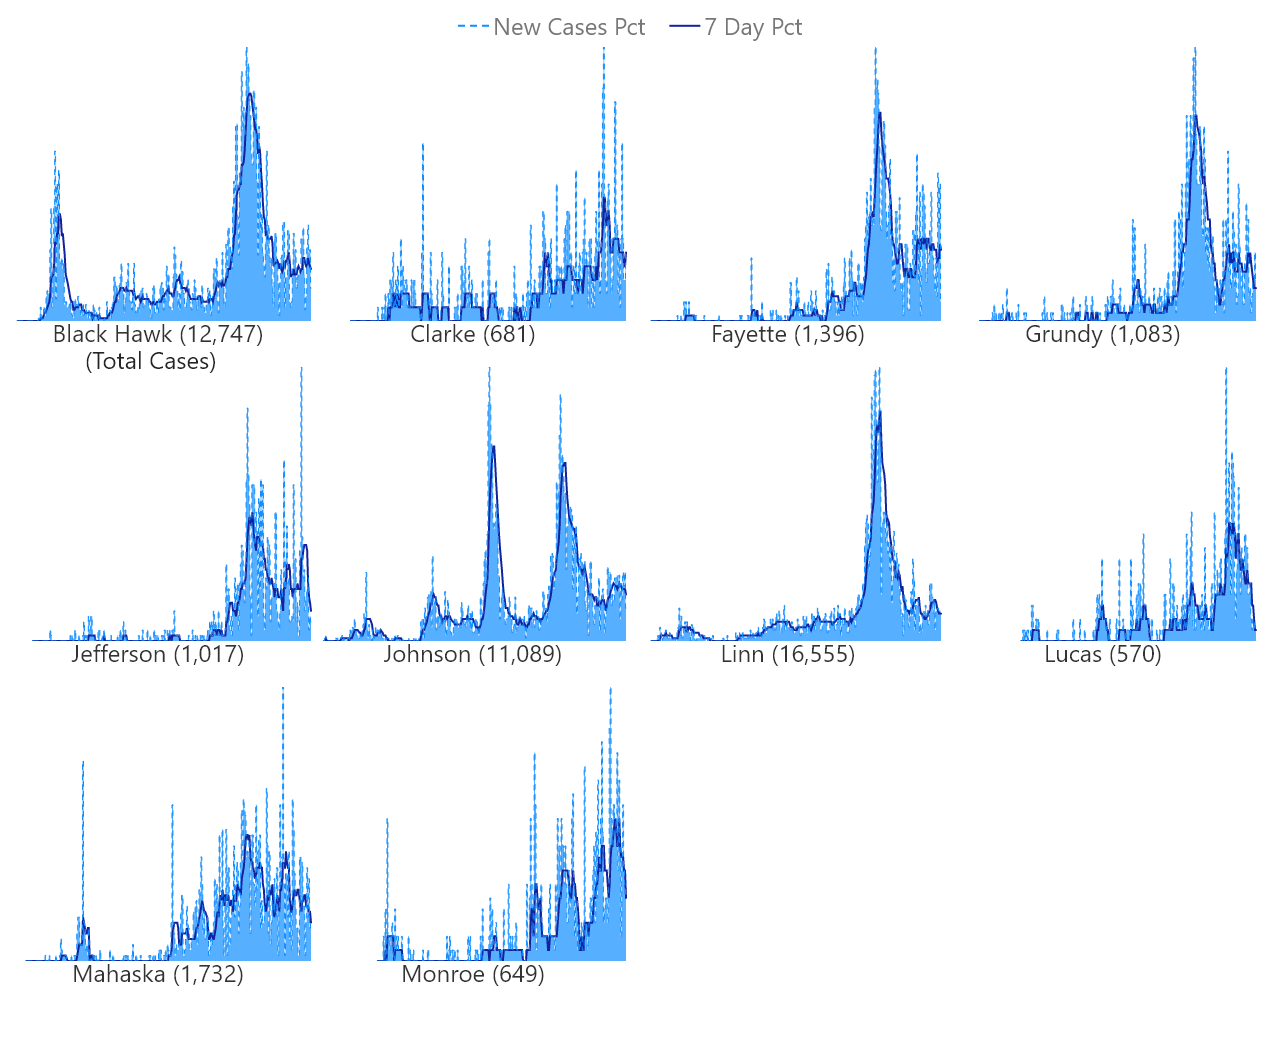 New Cases Pct 7 Day Pct
Black Hawk (12,747)
(Total Cases)
Clarke (681)
Fayette (1,396)
Grundy (1,083)
Jefferson (1,017)
Johnson (11,089)
Linn (16,555)
Lucas (570)
Mahaska (1,732)
Monroe (649)